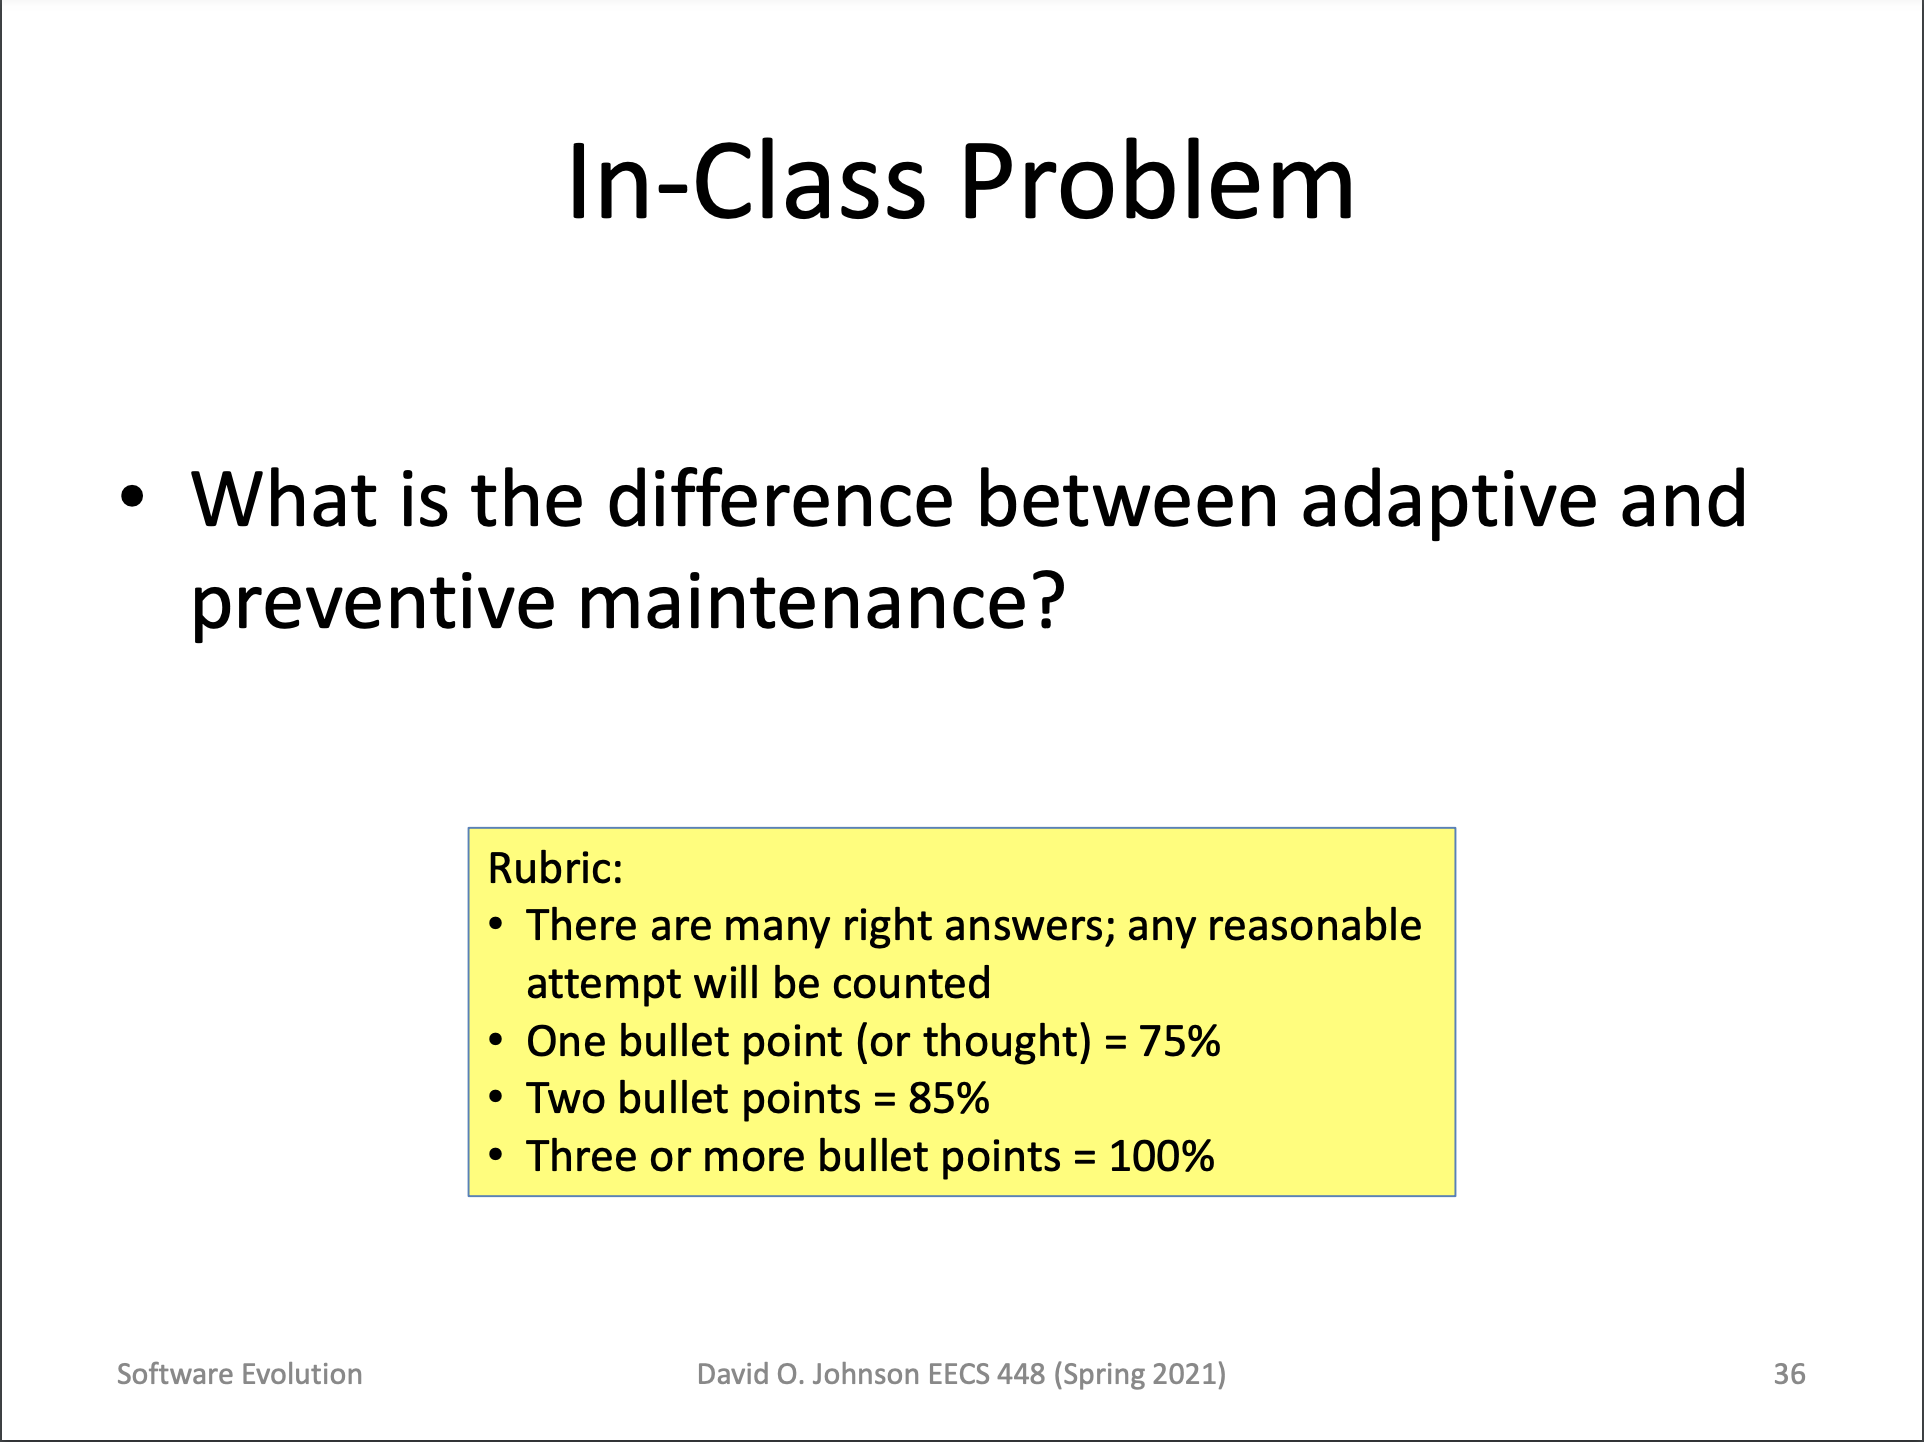 In-Class Problem
• What is the difference between adaptive and
preventive maintenance?
Rubric:
• There are many right answers; any reasonable
attempt will be counted
• One bullet point (or thought) = 75%
• Two bullet points = 85%
• Three or more bullet points = 100%
Software Evolution
David O. Johnson EECS 448 (Spring 2021)
36